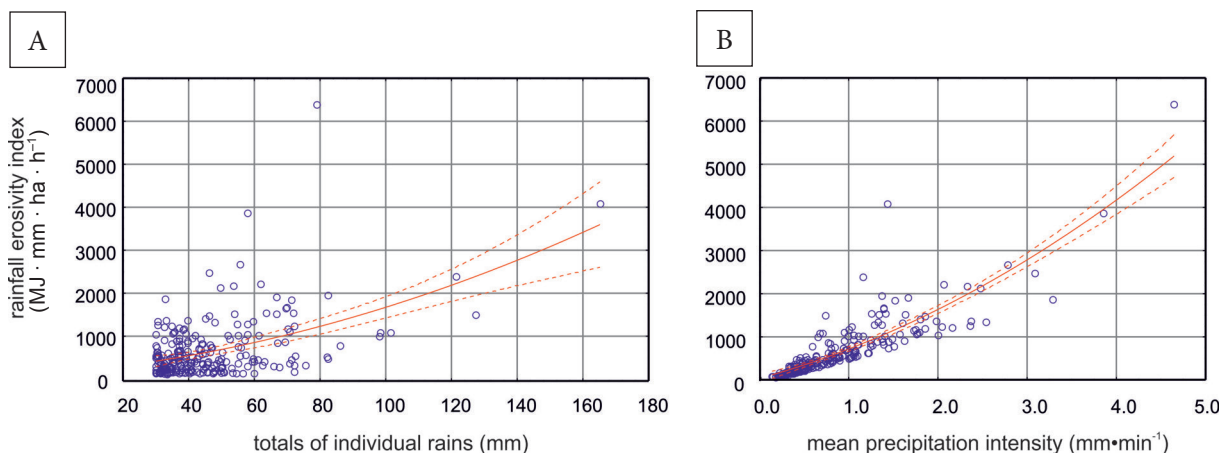 A
B
rainfall erosivity index
(MJ · mm · ha · h⁻¹)
7000
6000
5000
4000
3000
2000
1000
0
20 40 60 80 100 120 140 160 180
totals of individual rains (mm)
7000
6000
5000
4000
3000
2000
1000
0
0.0 1.0 2.0 3.0 4.0 5.0
mean precipitation intensity (mm•min⁻¹)